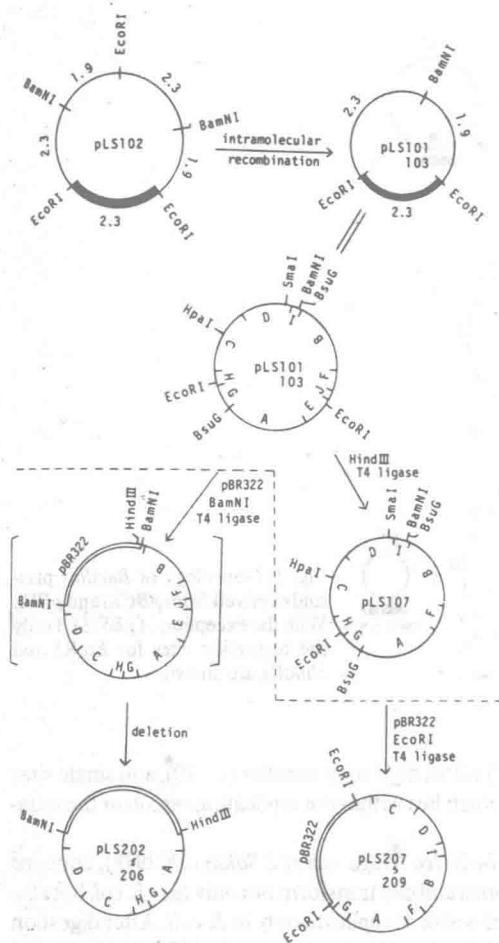 EcoRI
BamNI
1.9
2.3
BamNI
2.3
pLS102
1.9
EcoRI
EcoRI
2.3
intramolecular
recombination
BamNI
2.3
1.9
pLS101
103
EcoRI
EcoRI
2.3
SmaI
BamNI
BsuG
HpaI
D
I
C
B
pLS101
103
EcoRI
H
G
F
J
E
A
BsuG
EcoRI
HindⅢ
T4 ligase
pBR322
BamNI
T4 ligase
HindⅢ
BamNI
pBR322
B
BamNI
F
J
E
D
C
H
G
A
SmaI
BamNI
BsuG
HpaI
D
I
C
B
pLS107
EcoRI
H
G
F
A
BsuG
deletion
pBR322
EcoRI
T4 ligase
BamNI
HindⅢ
pLS202
206
D
C
H
G
A
EcoRI
C
D
I
pBR322
pLS207
209
B
EcoRI
H
G
A
F